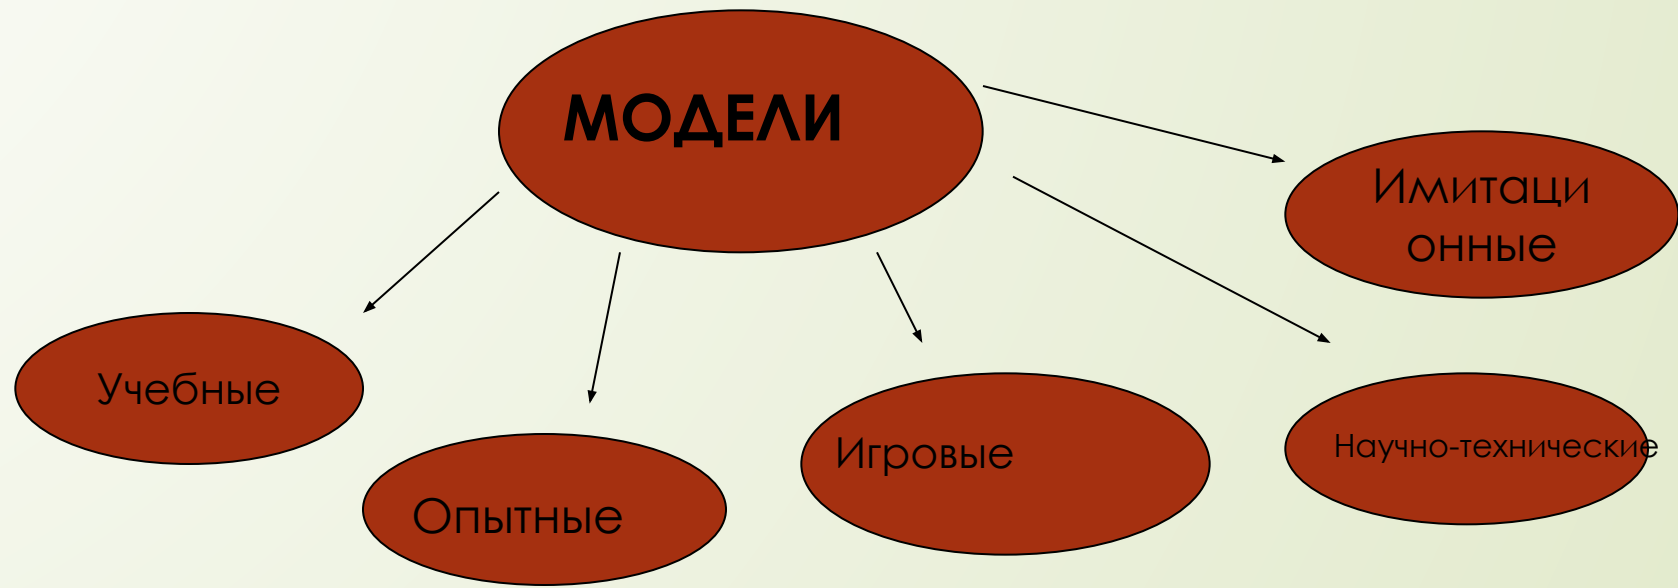 МОДЕЛИ
Имитаци
онные
Учебные
Опытные
Игровые
Научно-технические